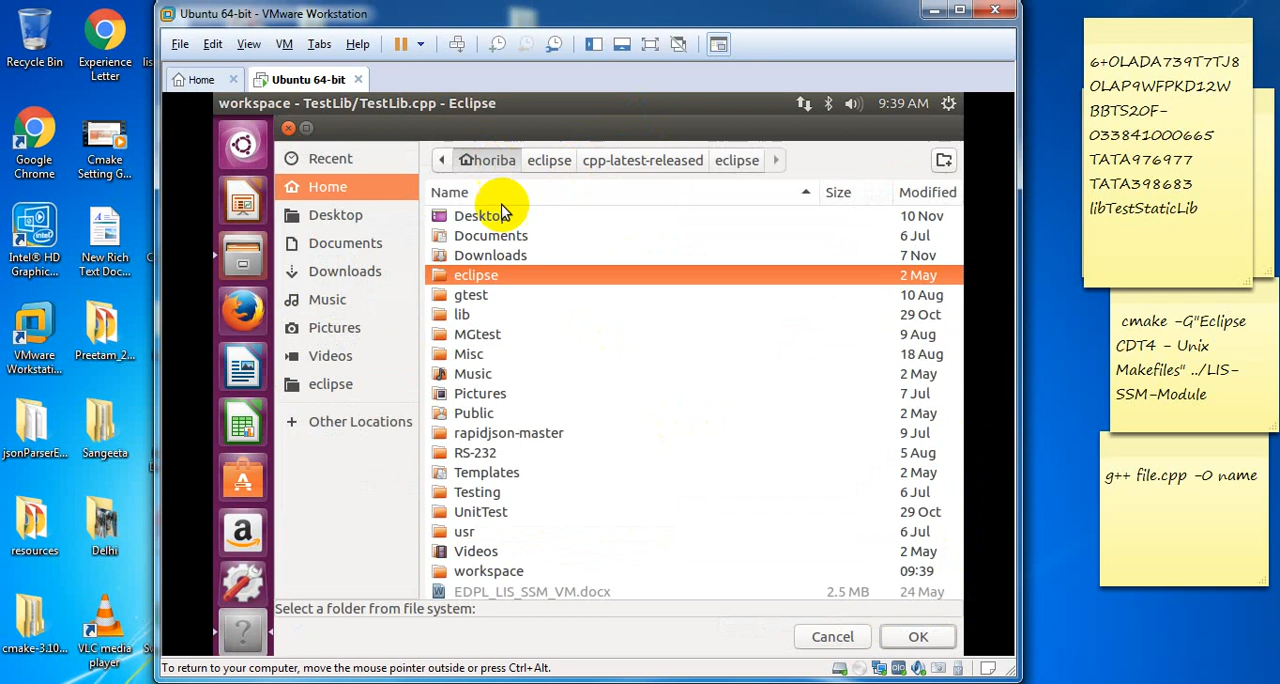 Ubuntu 64-bit - VMware Workstation
File Edit View VM Tabs Help
Home
Ubuntu 64-bit
workspace - TestLib/TestLib.cpp - Eclipse
9:39 AM
Recent
Home
Desktop
Documents
Downloads
Music
Pictures
Videos
eclipse
Other Locations
horiba eclipse cpp-latest-released eclipse
Name Size Modified
Desktop 10 Nov
Documents 6 Jul
Downloads 7 Nov
eclipse 2 May
gtest 10 Aug
lib 29 Oct
MGtest 9 Aug
Misc 18 Aug
Music 2 May
Pictures 7 Jul
Public 2 May
rapidjson-master 9 Jul
RS-232 5 Aug
Templates 2 May
Testing 6 Jul
UnitTest 29 Oct
usr 6 Jul
Videos 2 May
workspace 09:39
EDPL_LIS_SSM_VM.docx 2.5 MB 24 May
Select a folder from file system:
Cancel OK
To return to your computer, move the mouse pointer outside or press Ctrl+Alt.
Recycle Bin
Experience
Letter
Google
Chrome
Cmake
Setting G...
Intel® HD
Graphic...
New Rich
Text Doc...
VMware
Workstati...
Preetam_2...
jsonParserE...
Sangeeta
resources
Delhi
cmake-3.10...
VLC media
player
6+OLADA739T7TJ8
OLAP9WFPKD12W
BBTS20F-
033841000665
TATA976977
TATA398683
libTestStaticLib
cmake -G"Eclipse
CDT4 - Unix
Makefiles" ../LIS-
SSM-Module
g++ file.cpp -O name